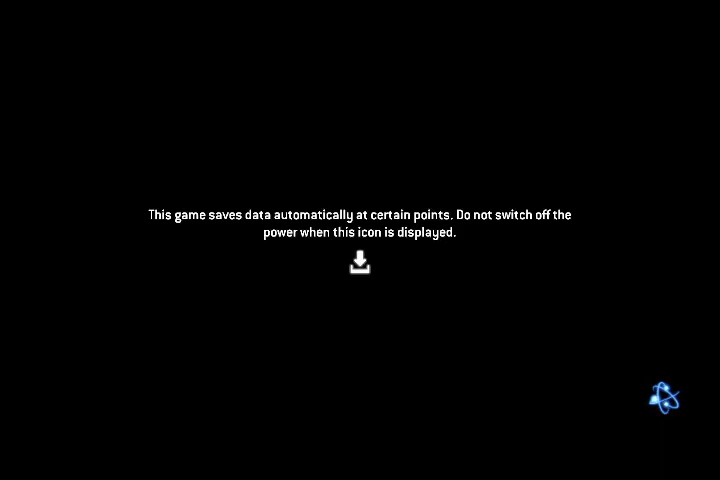 This game saves data automatically at certain points. Do not switch off the
power when this icon is displayed.